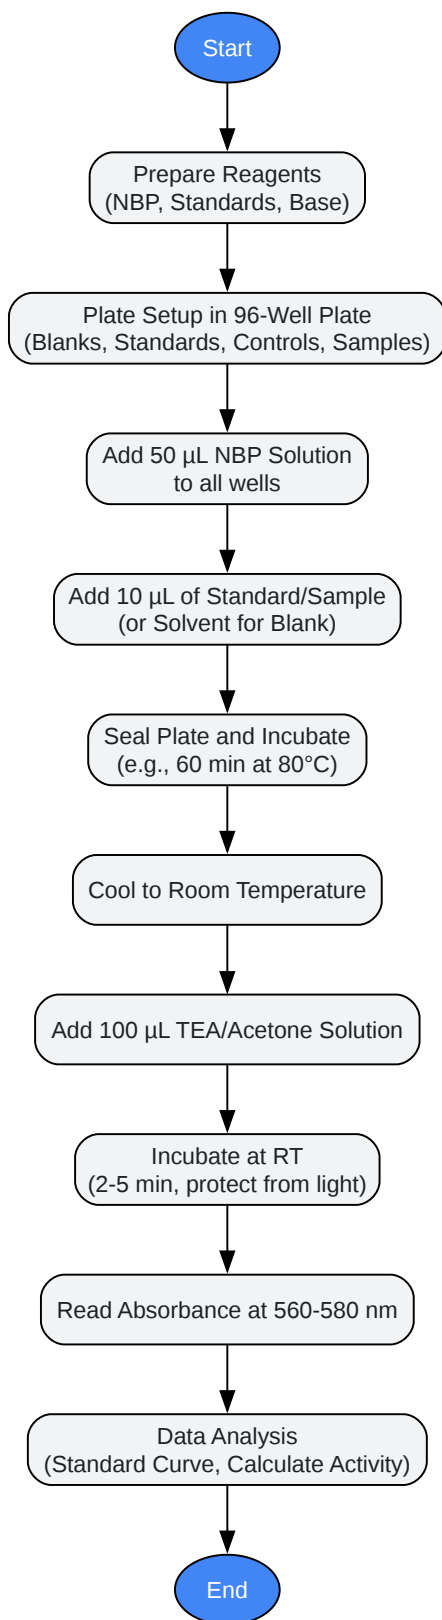 Start
Prepare Reagents
(NBP, Standards, Base)
Plate Setup in 96-Well Plate
(Blanks, Standards, Controls, Samples)
Add 50 µL NBP Solution
to all wells
Add 10 µL of Standard/Sample
(or Solvent for Blank)
Seal Plate and Incubate
(e.g., 60 min at 80°C)
Cool to Room Temperature
Add 100 µL TEA/Acetone Solution
Incubate at RT
(2-5 min, protect from light)
Read Absorbance at 560-580 nm
Data Analysis
(Standard Curve, Calculate Activity)
End